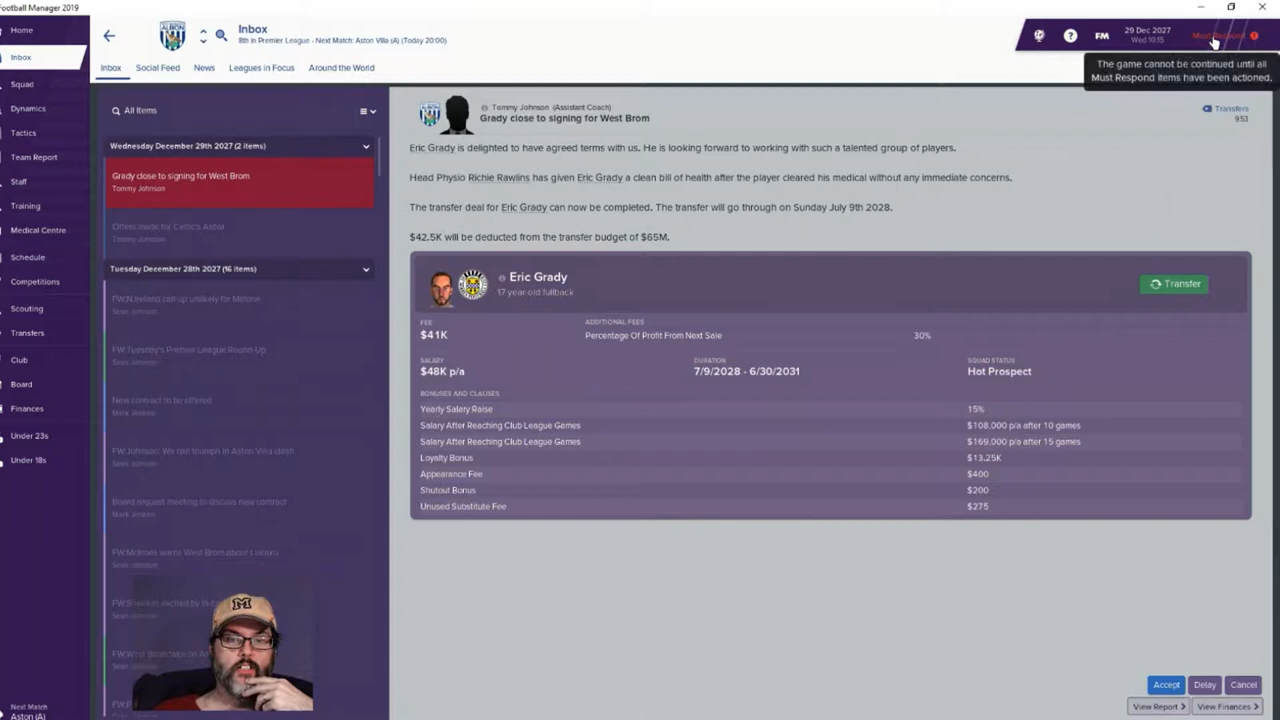 Football Manager 2019
Home
Inbox
Squad
Dynamics
Tactics
Team Report
Staff
Training
Medical Centre
Schedule
Competitions
Scouting
Transfers
Club
Board
Finances
Under 23s
Under 18s
Next Match
Aston (A)
Inbox
8th in Premier League - Next Match: Aston Villa (A) (Today 20:00)
FM
29 Dec 2027
Wed 10:15
Must Respond
The game cannot be continued until all
Must Respond items have been actioned.
Inbox
Social Feed
News
Leagues in Focus
Around the World
All Items
Wednesday December 29th 2027 (2 items)
Grady close to signing for West Brom
Tommy Johnson
Offers made for Celtic's
Tommy Johnson
Tuesday December 28th 2027 (16 items)
FW:N.Ireland call-up unlikely for Malone
Sean Johnson
FW:Tuesday's Premier League Round-Up
Sean Johnson
New contract to be offered
Mark Jenkins
FW:Johnson: We can triumph in Aston Villa clash
Sean Johnson
Board request meeting to discuss new contract
Mark Jenkins
FW:McInnes warns West Brom about
Sean Johnson
Tommy Johnson (Assistant Coach)
Grady close to signing for West Brom
Transfers
9:53
Eric Grady is delighted to have agreed terms with us. He is looking forward to working with such a talented group of players.
Head Physio Richie Rawlins has given Eric Grady a clean bill of health after the player cleared his medical without any immediate concerns.
The transfer deal for Eric Grady can now be completed. The transfer will go through on Sunday July 9th 2028.
$42.5K will be deducted from the transfer budget of $65M.
Eric Grady
17 year old fullback
Transfer
FEE
$41K
ADDITIONAL FEES
Percentage Of Profit From Next Sale 30%
SALARY
$48K p/a
DURATION
7/9/2028 - 6/30/2031
SQUAD STATUS
Hot Prospect
BONUSES AND CLAUSES
Yearly Salary Raise 15%
Salary After Reaching Club League Games $108,000 p/a after 10 games
Salary After Reaching Club League Games $169,000 p/a after 15 games
Loyalty Bonus $13.25K
Appearance Fee $400
Shutout Bonus $200
Unused Substitute Fee $275
Accept
Delay
Cancel
View Report
View Finances
M